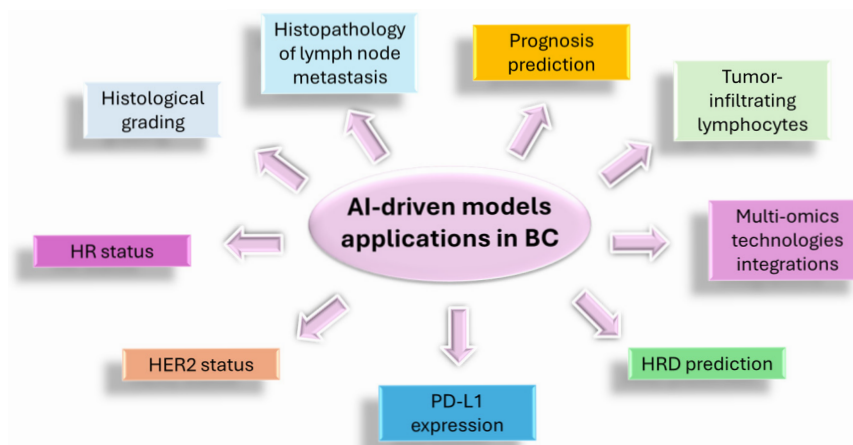 Histopathology
of lymph node
metastasis
Prognosis
prediction
Histological
grading
Tumor-
infiltrating
lymphocytes
AI-driven models
applications in BC
HR status
Multi-omics
technologies
integrations
HER2 status
HRD prediction
PD-L1
expression